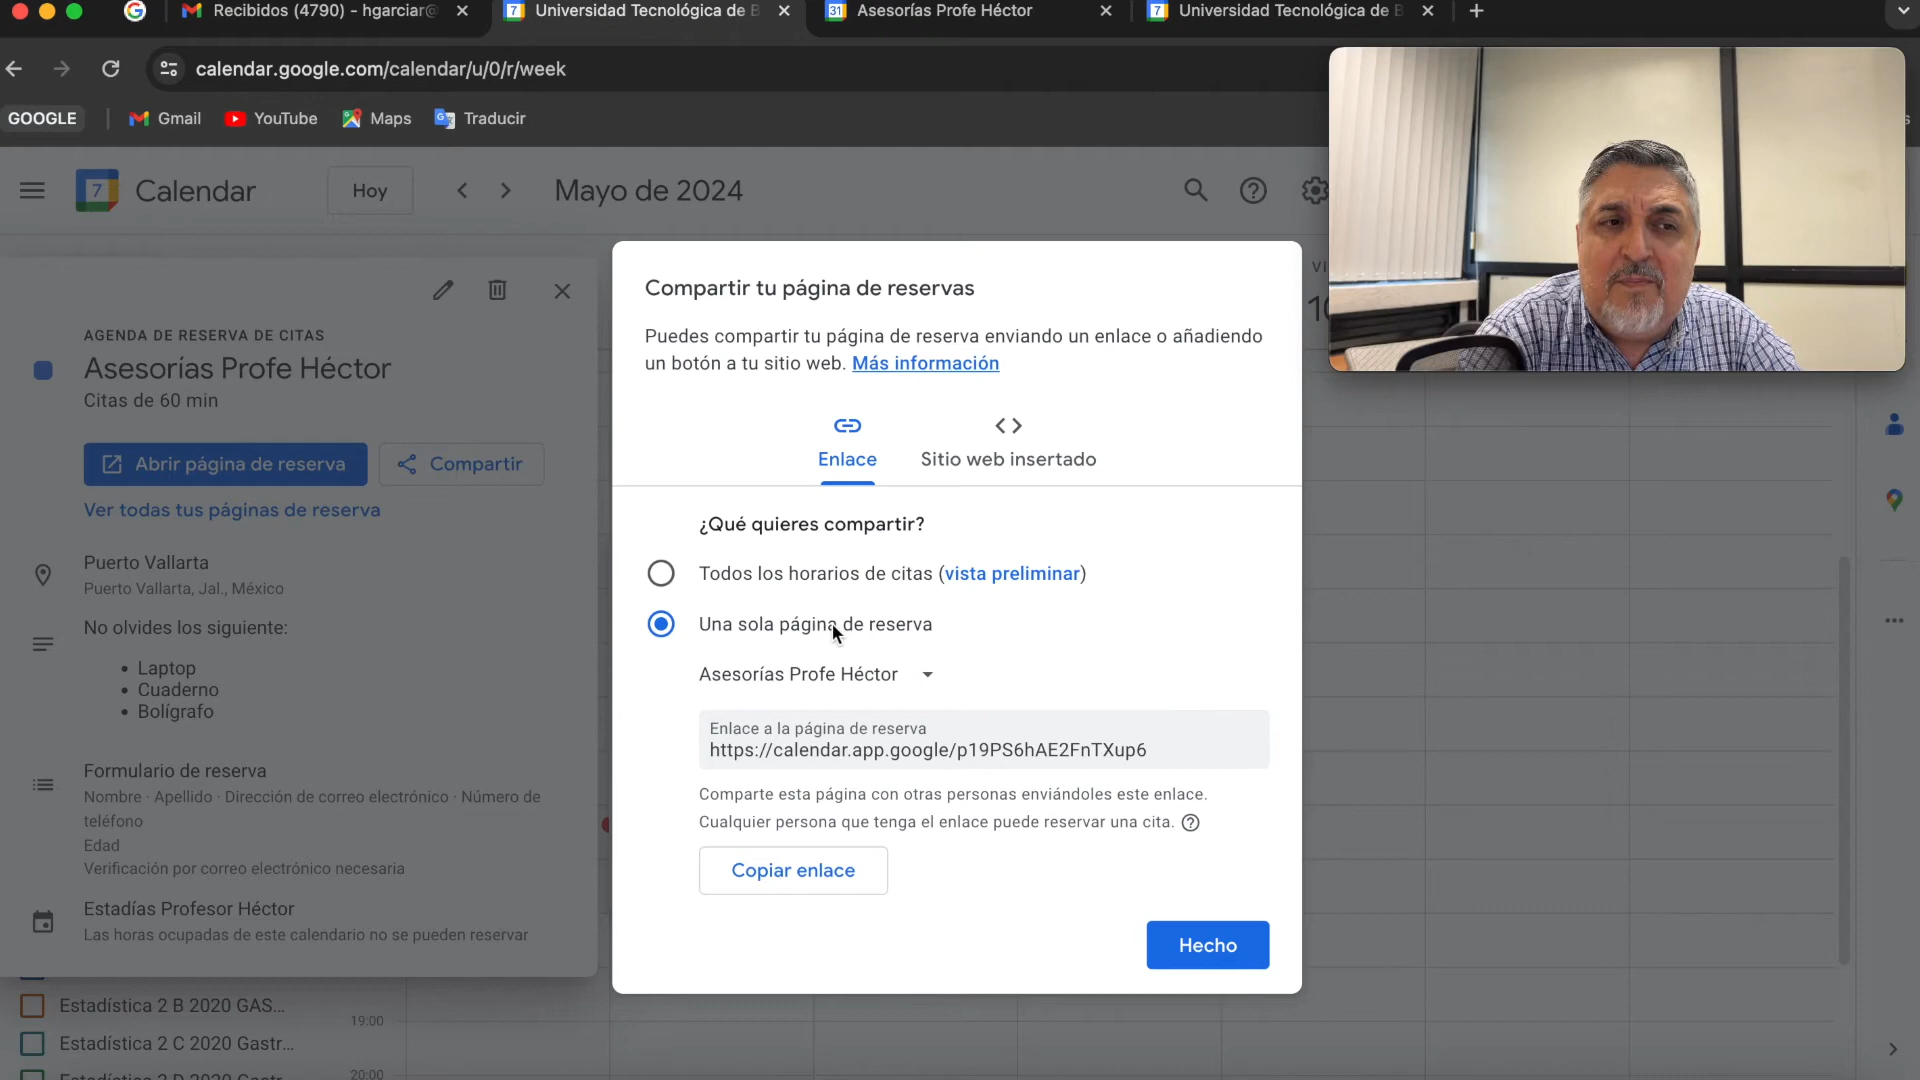 Recibidos (4790) - hgarciar@
Universidad Tecnológica de B
Asesorías Profe Héctor
Universidad Tecnológica de B
calendar.google.com/calendar/u/0/r/week
GOOGLE
Gmail
YouTube
Maps
Traducir
7
Calendar
Hoy
Mayo de 2024
AGENDA DE RESERVA DE CITAS
Asesorías Profe Héctor
Citas de 60 min
Abrir página de reserva
Compartir
Ver todas tus páginas de reserva
Puerto Vallarta
Puerto Vallarta, Jal., México
No olvides los siguiente:
• Laptop
• Cuaderno
• Bolígrafo
Formulario de reserva
Nombre · Apellido · Dirección de correo electrónico · Número de
teléfono
Edad
Verificación por correo electrónico necesaria
Estadías Profesor Héctor
Las horas ocupadas de este calendario no se pueden reservar
Estadística 2 B 2020 GAS...
Estadística 2 C 2020 Gastr...
Estadística 2 D 2020 Gastr...
19:00
20:00
VI
10
Compartir tu página de reservas
Puedes compartir tu página de reserva enviando un enlace o añadiendo
un botón a tu sitio web. Más información
Enlace
Sitio web insertado
¿Qué quieres compartir?
Todos los horarios de citas (vista preliminar)
Una sola página de reserva
Asesorías Profe Héctor
Enlace a la página de reserva
https://calendar.app.google/p19PS6hAE2FnTXup6
Comparte esta página con otras personas enviándoles este enlace.
Cualquier persona que tenga el enlace puede reservar una cita.
Copiar enlace
Hecho